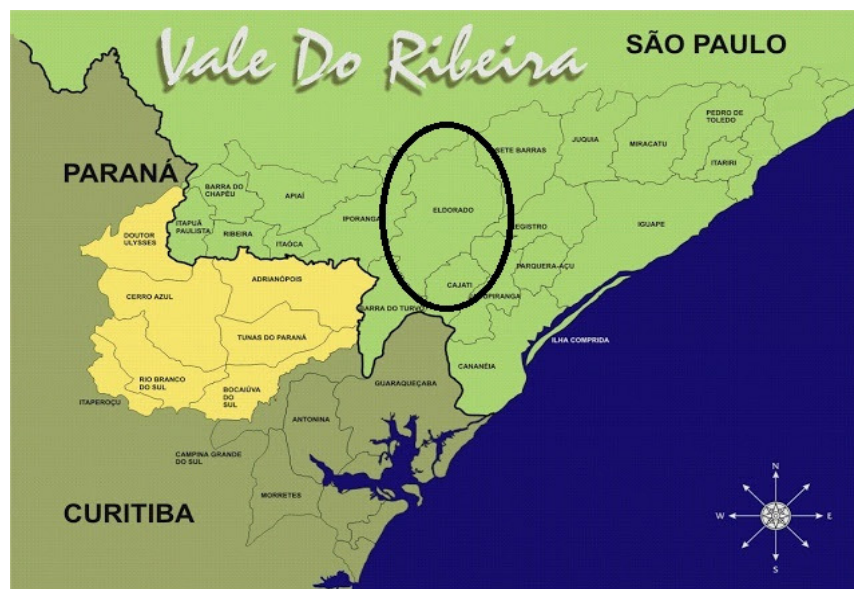 Vale Do Ribeira
SÃO PAULO
PEDRO DE
TOLEDO
JUQUIA
MIRACATU
SETE BARRAS
ITARIRI
PARANÁ
BARRA DO
CHAPÉU
APIAÍ
IPORANGA
ELDORADO
ITAPUÃ
PAULISTA
RIBEIRA
ITAÓCA
REGISTRO
IGUAPE
DOUTOR
ULYSSES
PARQUERA-AÇU
ADRIANÓPOIS
CAJATI
CERRO AZUL
OPIRANGA
BARRA DO TURVO
TUNAS DO PARANÁ
ILHA COMPRIDA
CANANÉIA
RIO BRANCO
DO SUL
BOCAIÚVA
DO
SUL
GUARAQUEÇABA
ITAPEROÇU
ANTONINA
CAMPINA GRANDE
DO SUL
MORRETES
CURITIBA
N
W
E
S